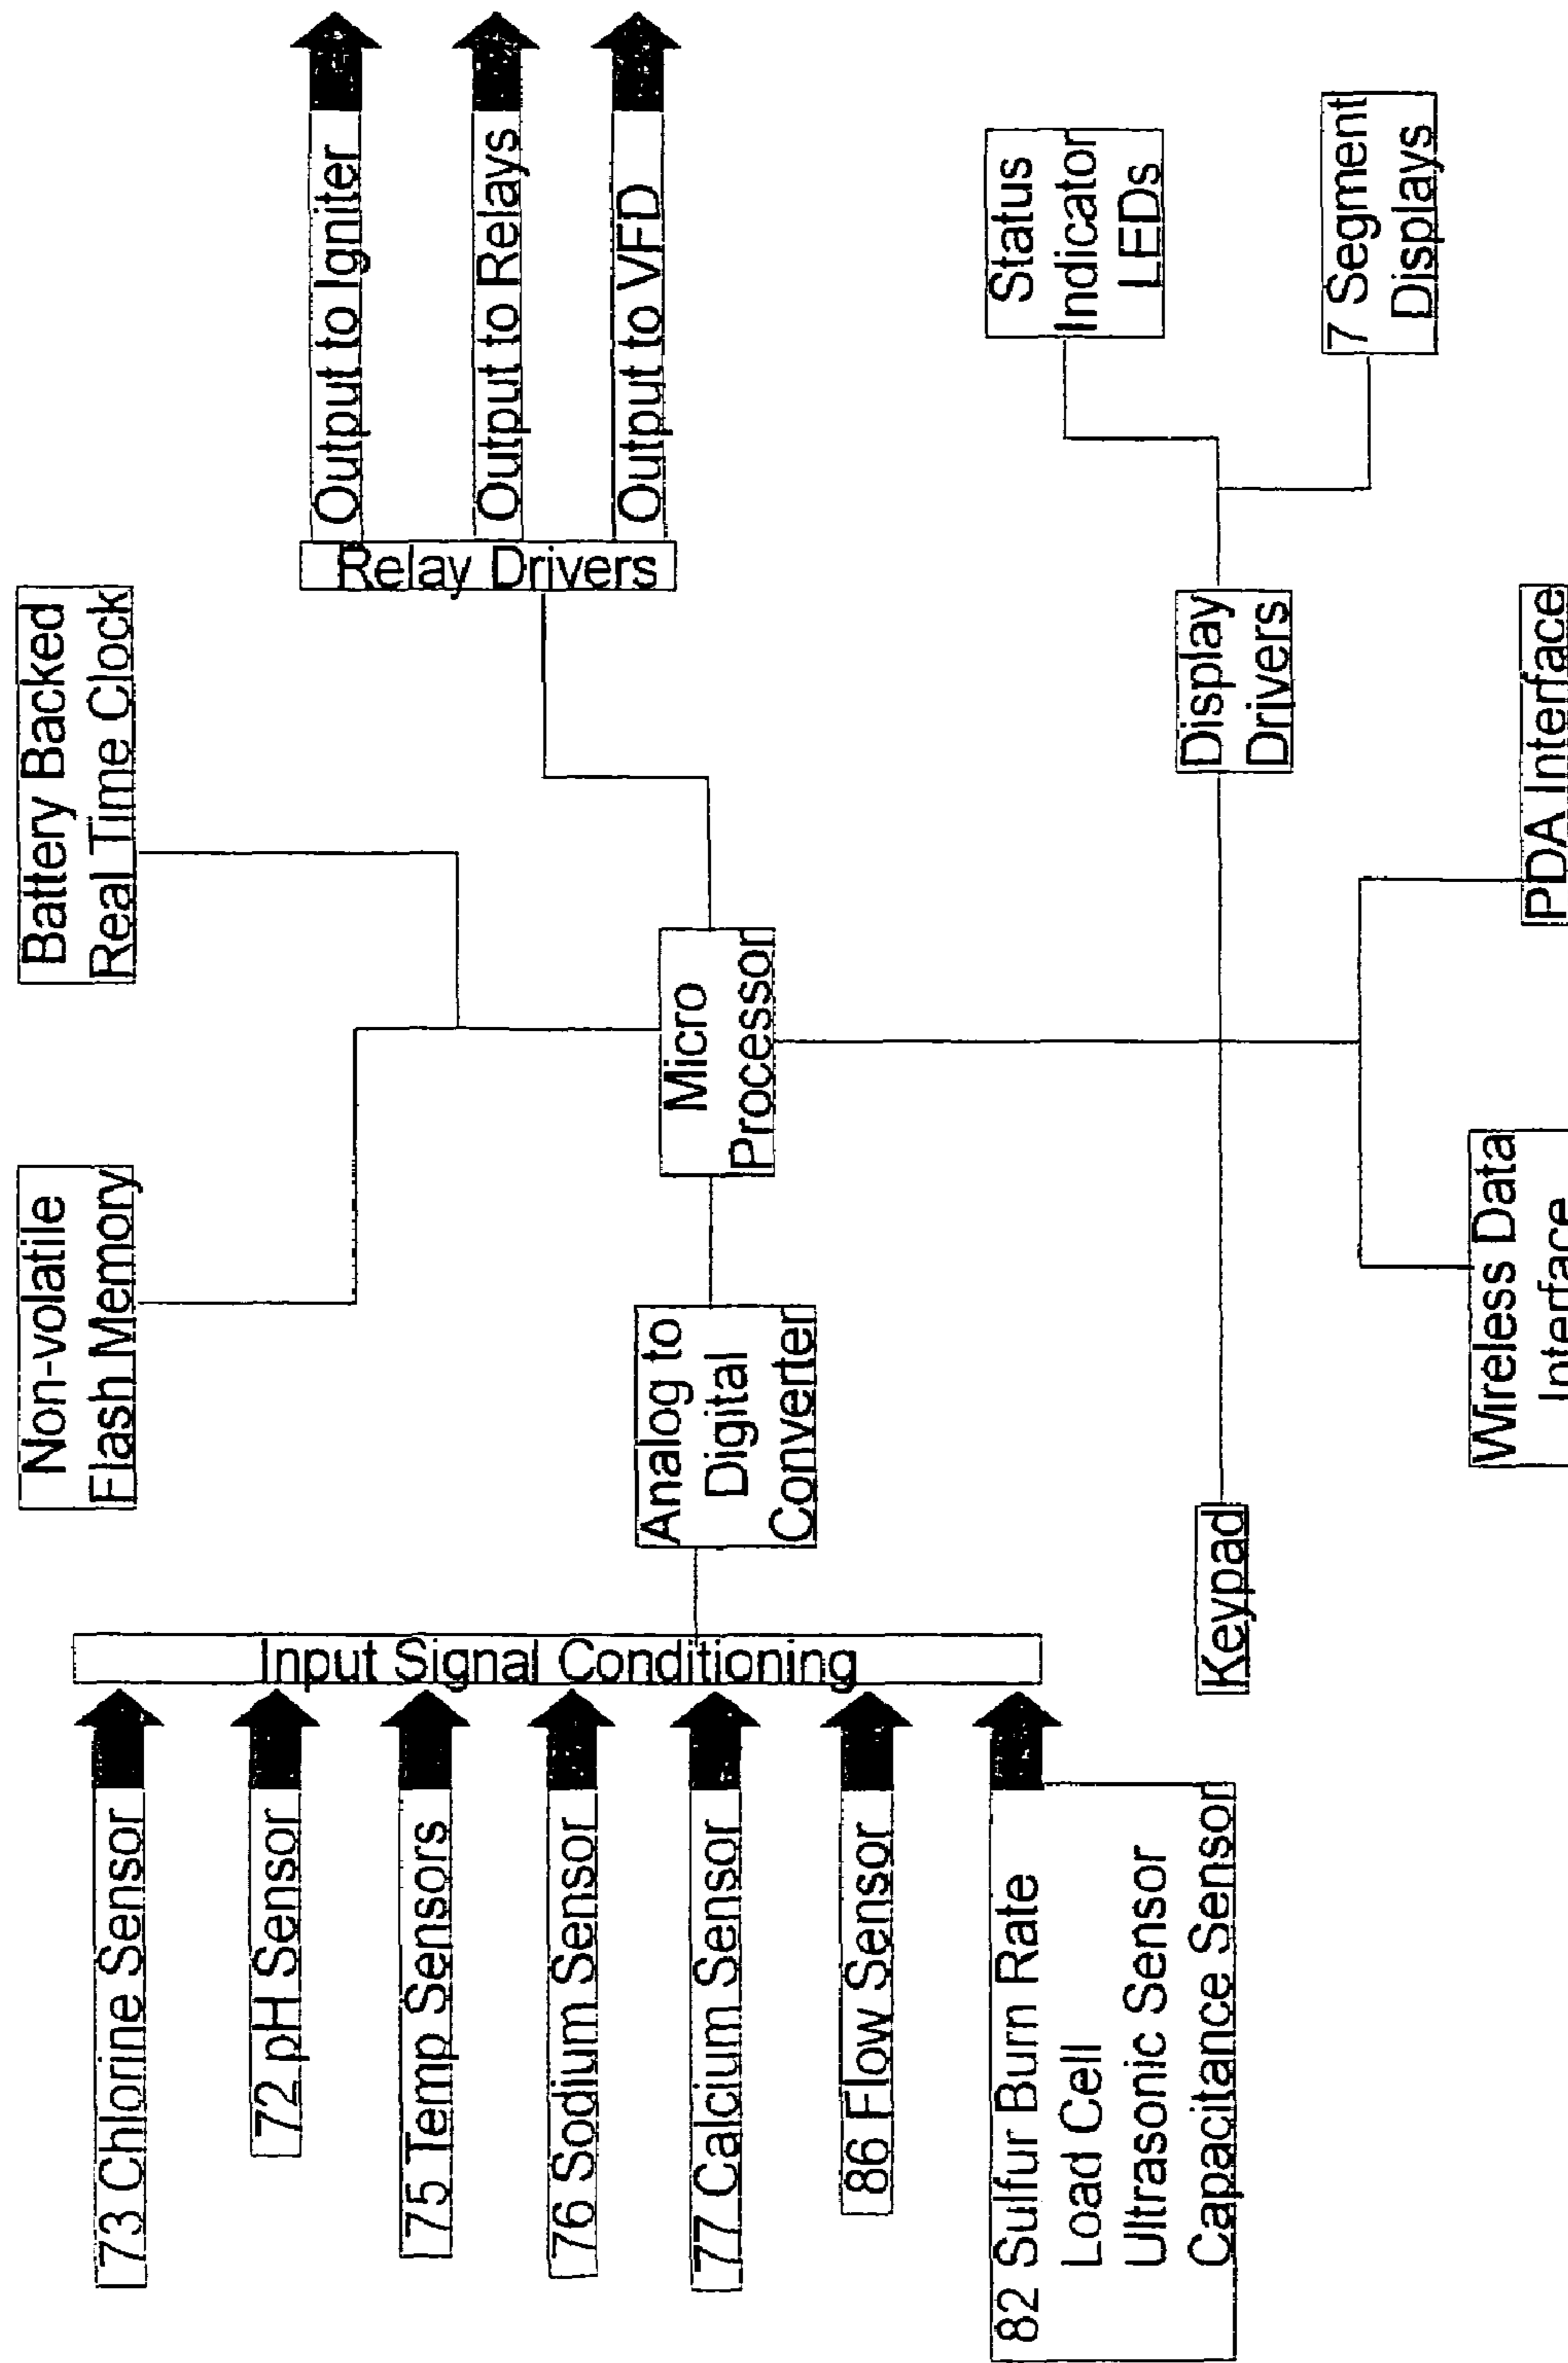 73 Chlorine Sensor
72 pH Sensor
75 Temp Sensors
76 Sodium Sensor
77 Calcium Sensor
86 Flow Sensor
82 Sulfur Burn Rate
Load Cell
Ultrasonic Sensor
Capacitance Sensor
Input Signal Conditioning
Non-volatile
Flash Memory
Battery Backed
Real Time Clock
Analog to
Digital
Converter
Micro
Processor
Relay Drivers
Output to Igniter
Output to Relays
Output to VFD
Keypad
Display
Drivers
Status
Indicator
LEDs
7 Segment
Displays
Wireless Data
Interface
PDA Interface